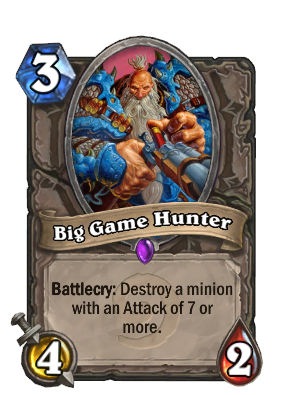 3
Big Game Hunter
Battlecry: Destroy a minion
with an Attack of 7 or
more.
4 2